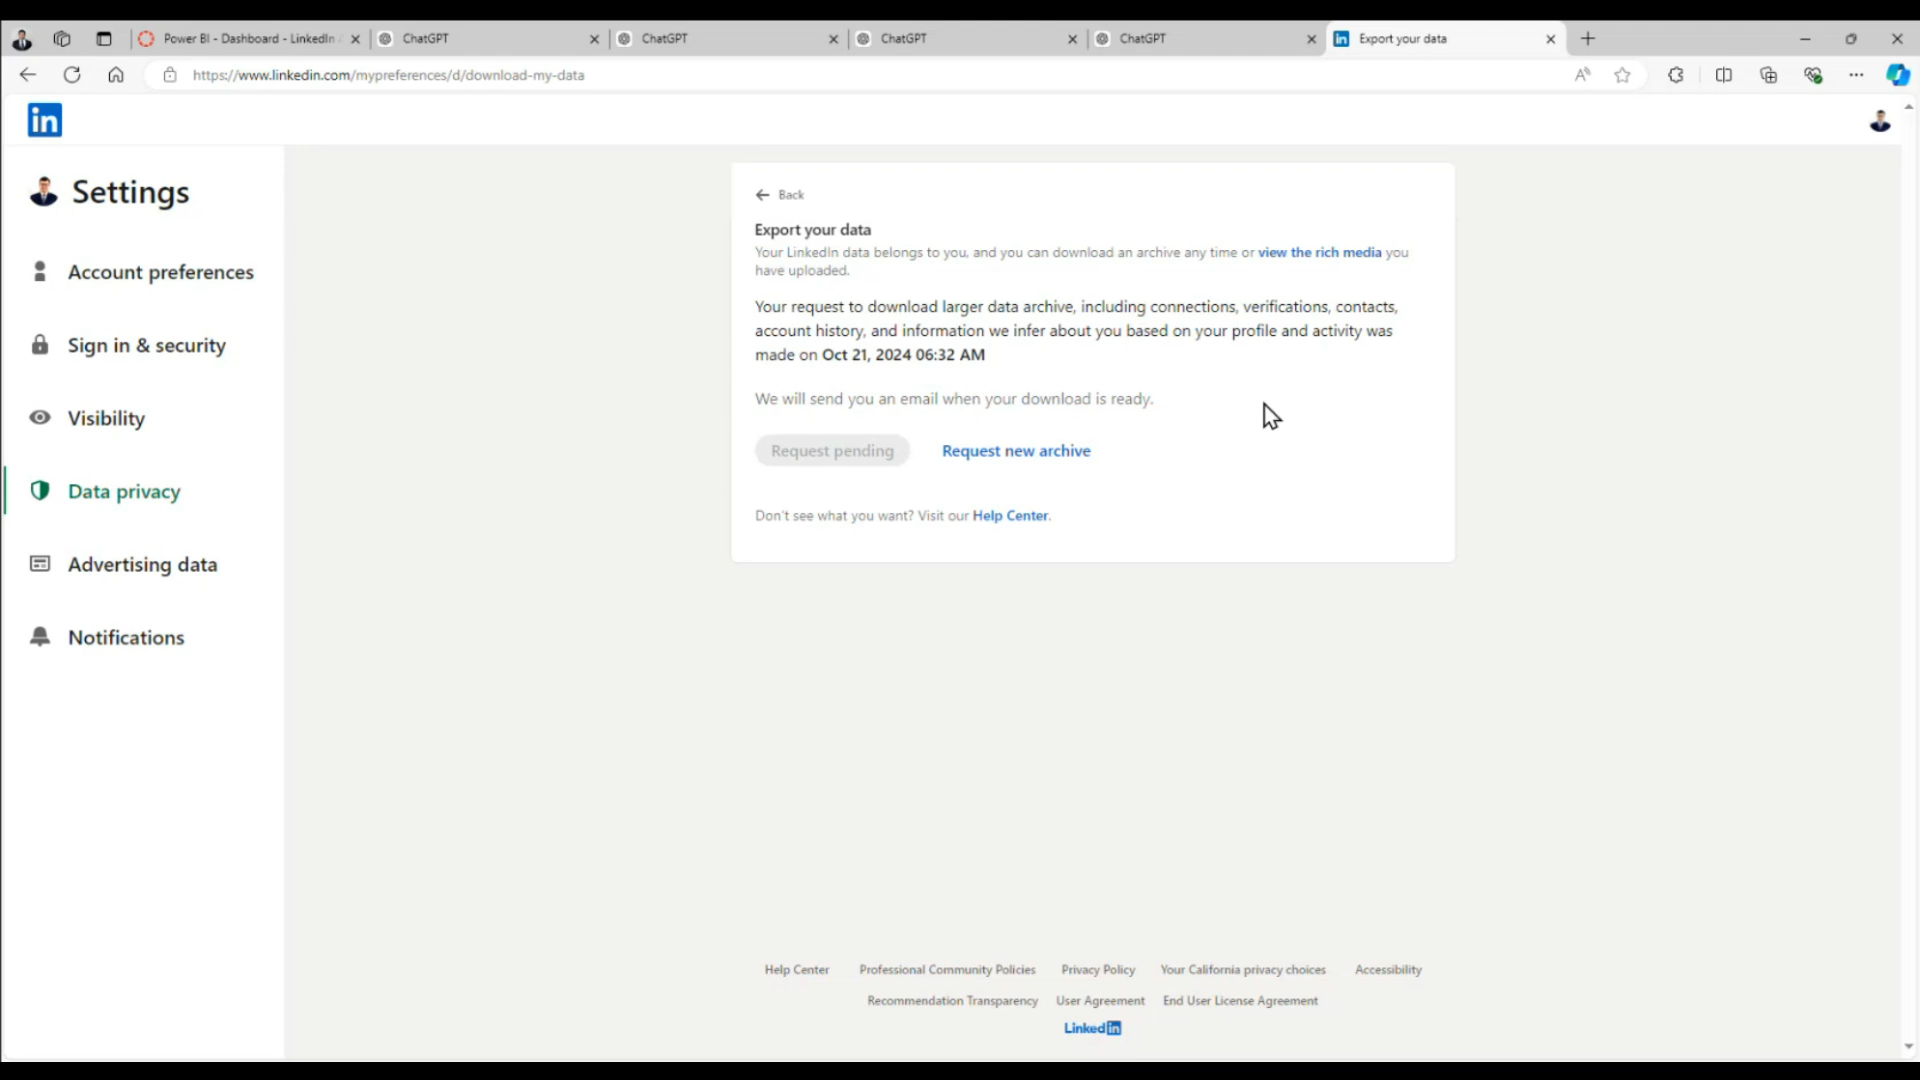 Power BI - Dashboard - LinkedIn
ChatGPT
ChatGPT
ChatGPT
ChatGPT
Export your data
https://www.linkedin.com/mypreferences/d/download-my-data
in
Settings
Account preferences
Sign in & security
Visibility
Data privacy
Advertising data
Notifications
Back
Export your data
Your LinkedIn data belongs to you, and you can download an archive any time or view the rich media you
have uploaded.
Your request to download larger data archive, including connections, verifications, contacts,
account history, and information we infer about you based on your profile and activity was
made on Oct 21, 2024 06:32 AM
We will send you an email when your download is ready.
Request pending
Request new archive
Don't see what you want? Visit our Help Center.
Help Center Professional Community Policies Privacy Policy Your California privacy choices Accessibility
Recommendation Transparency User Agreement End User License Agreement
Linkedin